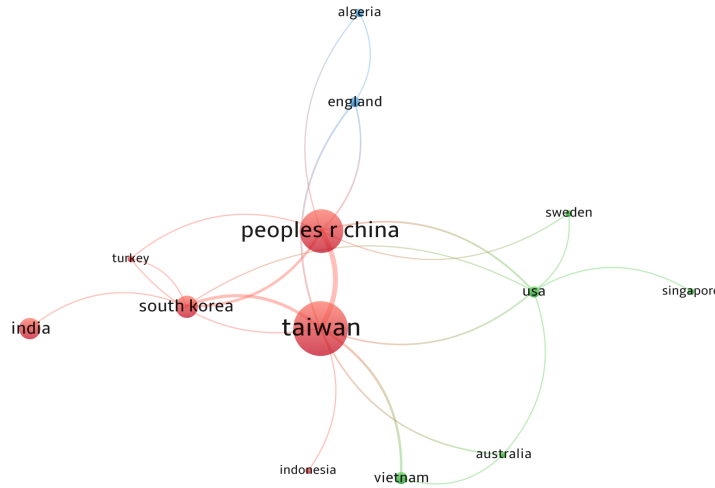 algeria
england
sweden
peoples r china
turkey
usa
singapore
south korea
india
taiwan
australia
indonesia
vietnam